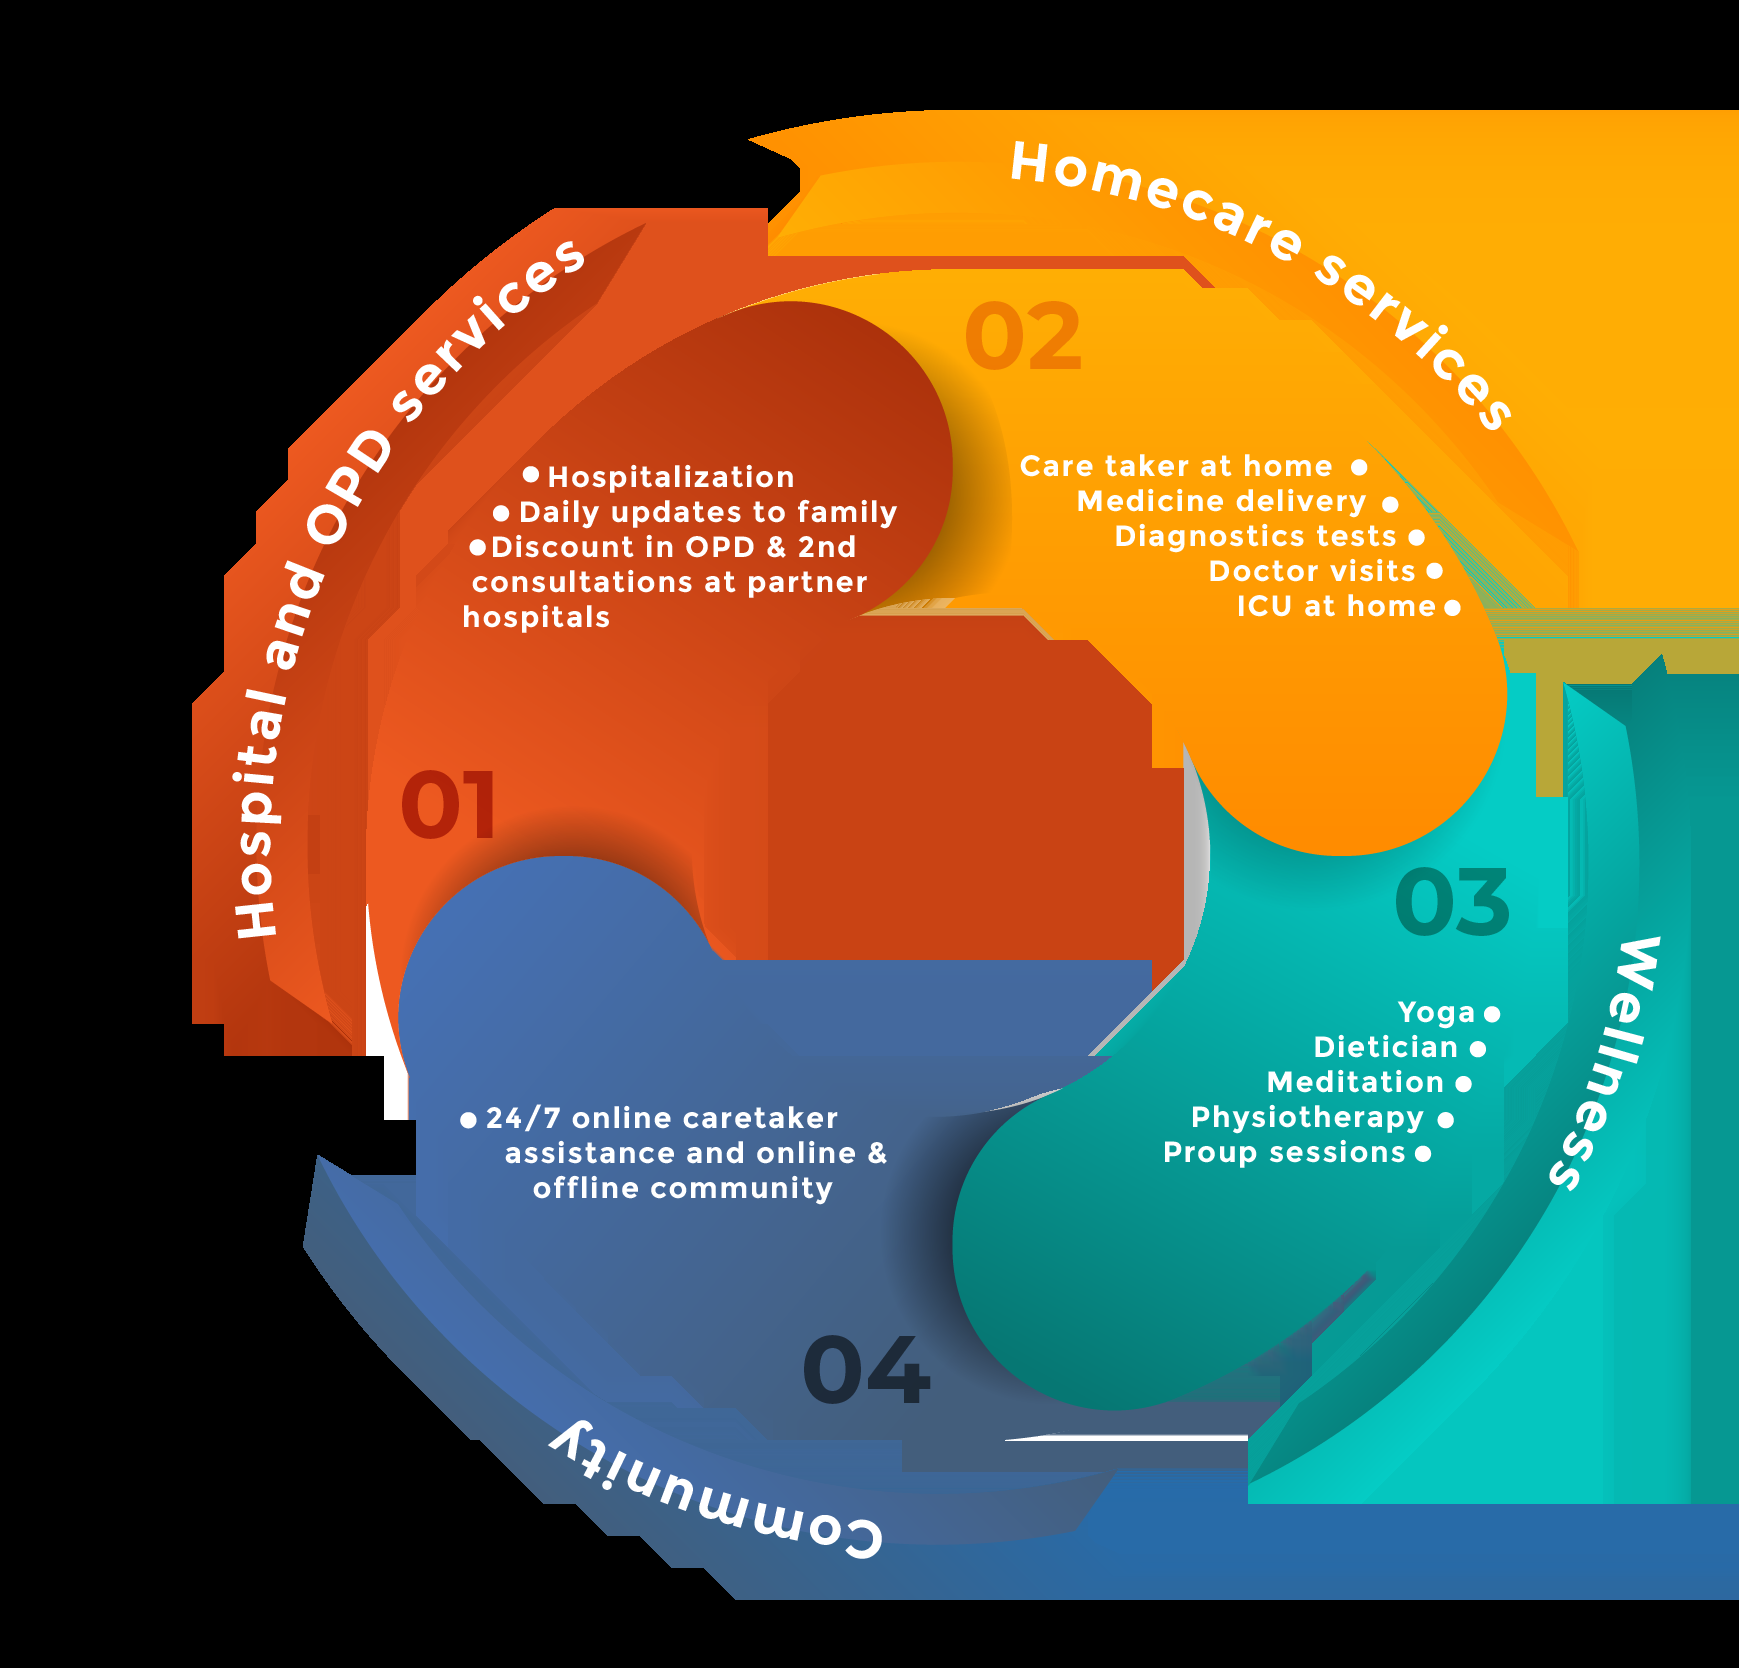 Hospital and OPD services
01
● Hospitalization
● Daily updates to family
● Discount in OPD & 2nd
consultations at partner
hospitals
Homecare services
02
Care taker at home ●
Medicine delivery ●
Diagnostics tests ●
Doctor visits ●
ICU at home ●
Wellness
03
Yoga ●
Dietician ●
Meditation ●
Physiotherapy ●
Proup sessions ●
04
● 24/7 online caretaker
assistance and online &
offline community
Community